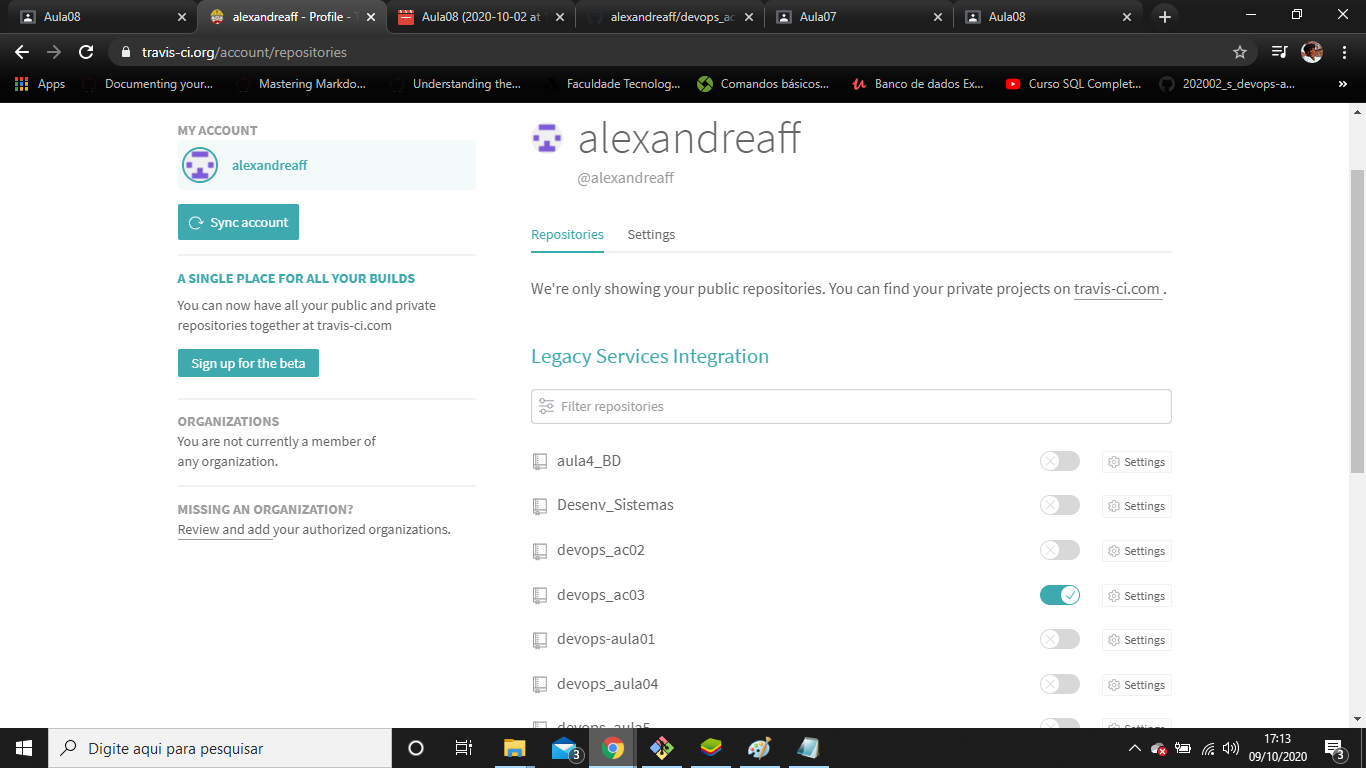 Aula08
alexandreaff - Profile - T
Aula08 (2020-10-02 at
alexandreaff/devops_ac
Aula07
Aula08
travis-ci.org/account/repositories
Apps
Documenting your...
Mastering Markdo...
Understanding the...
Faculdade Tecnolog...
Comandos básicos...
Banco de dados Ex...
Curso SQL Complet...
202002_s_devops-a...
»
MY ACCOUNT
alexandreaff
Sync account
A SINGLE PLACE FOR ALL YOUR BUILDS
You can now have all your public and private
repositories together at travis-ci.com
Sign up for the beta
ORGANIZATIONS
You are not currently a member of
any organization.
MISSING AN ORGANIZATION?
Review and add your authorized organizations.
alexandreaff
@alexandreaff
Repositories
Settings
We're only showing your public repositories. You can find your private projects on travis-ci.com .
Legacy Services Integration
Filter repositories
aula4_BD
Settings
Desenv_Sistemas
Settings
devops_ac02
Settings
devops_ac03
Settings
devops-aula01
Settings
devops_aula04
Settings
devops_aula5
Settings
Digite aqui para pesquisar
3
17:13
09/10/2020
3